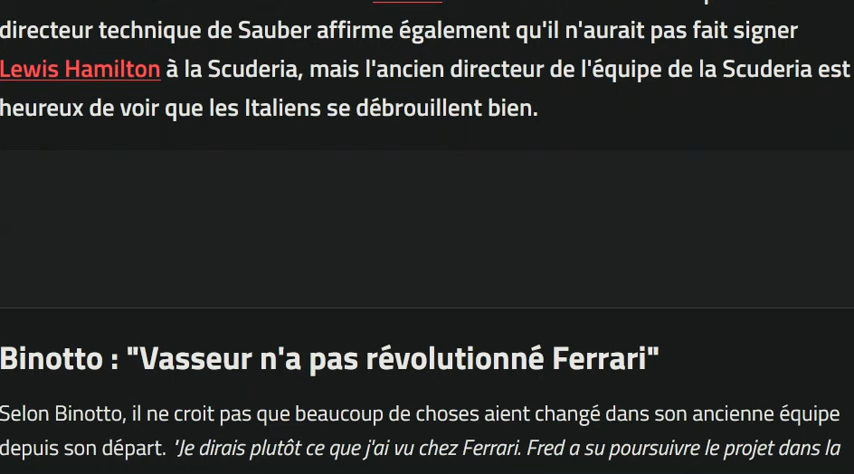 directeur technique de Sauber affirme également qu'il n'aurait pas fait signer
Lewis Hamilton à la Scuderia, mais l'ancien directeur de l'équipe de la Scuderia est
heureux de voir que les Italiens se débrouillent bien.
Binotto : "Vasseur n'a pas révolutionné Ferrari"
Selon Binotto, il ne croit pas que beaucoup de choses aient changé dans son ancienne équipe
depuis son départ. "Je dirais plutôt ce que j'ai vu chez Ferrari. Fred a su poursuivre le projet dans la